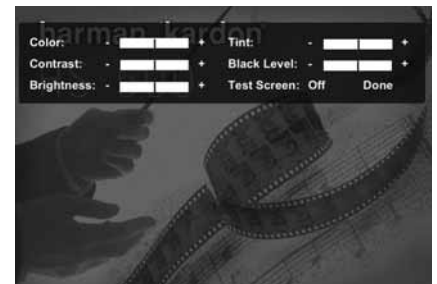 harman kardon
Color: - + Tint: - +
Contrast: - + Black Level: - +
Brightness: - + Test Screen: Off Done